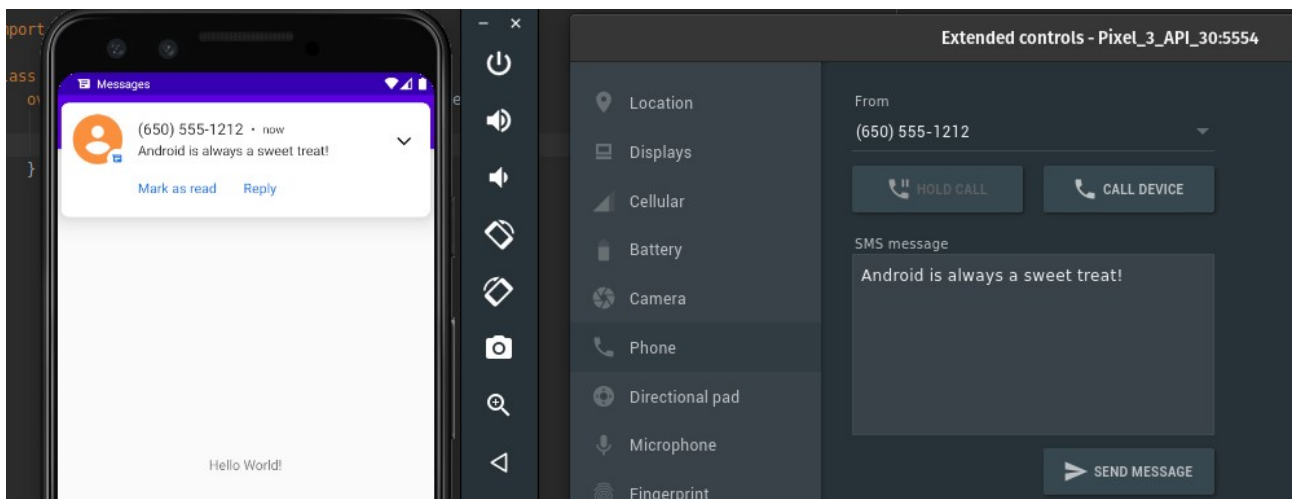 Messages
(650) 555-1212 • now
Android is always a sweet treat!
Mark as read Reply
Hello World!
Extended controls - Pixel_3_API_30:5554
Location
Displays
Cellular
Battery
Camera
Phone
Directional pad
Microphone
Fingerprint
From
(650) 555-1212
HOLD CALL CALL DEVICE
SMS message
Android is always a sweet treat!
SEND MESSAGE